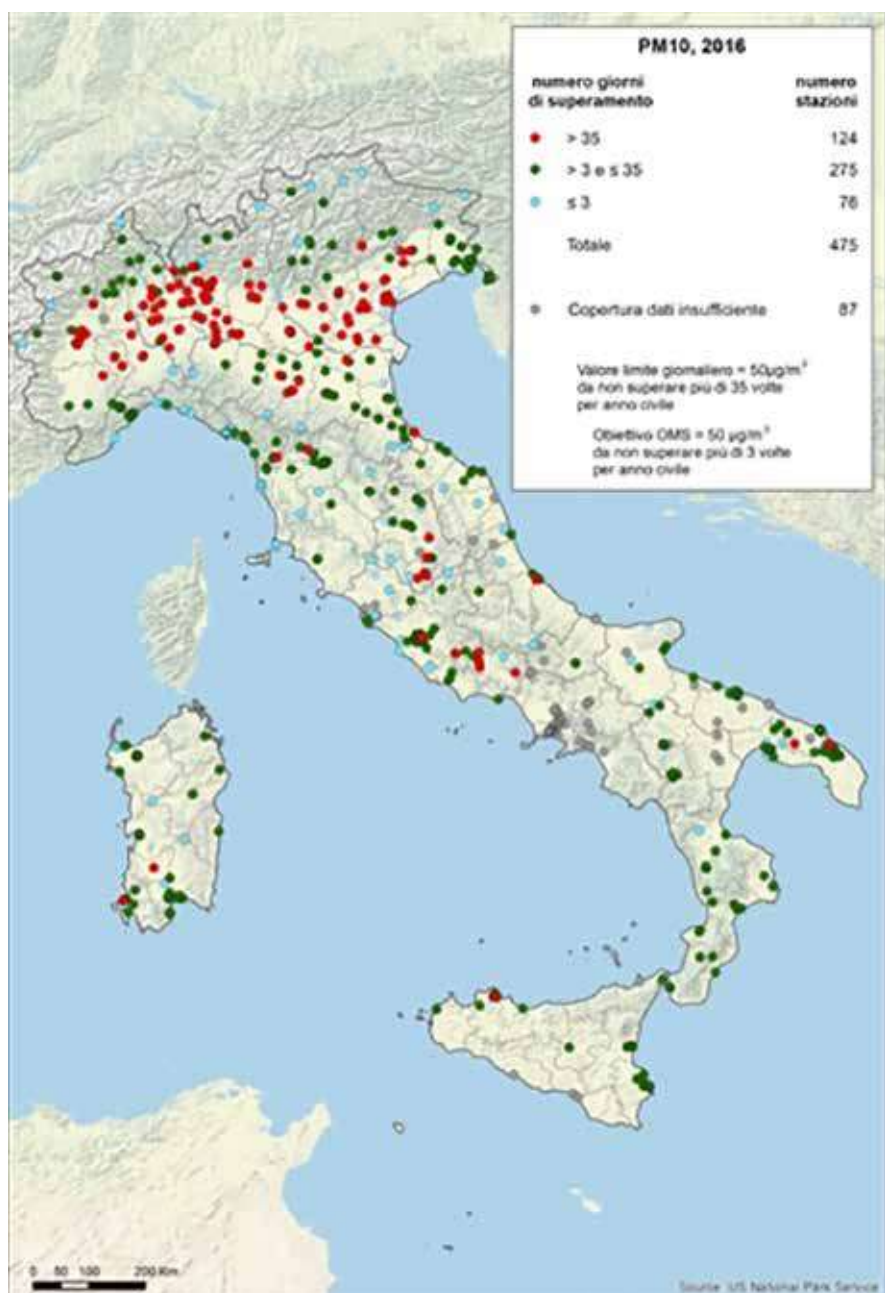 PM10, 2016
numero giorni di superamento numero stazioni
> 35 124
> 3 e ≤ 35 275
≤ 3 76
Totale 475
Copertura dati insufficiente 87
Valore limite giornaliero = 50µg/m³
da non superare più di 35 volte
per anno civile
Obiettivo OMS = 50 µg/m³
da non superare più di 3 volte
per anno civile
0 50 100 200 Km
Source: US National Park Service